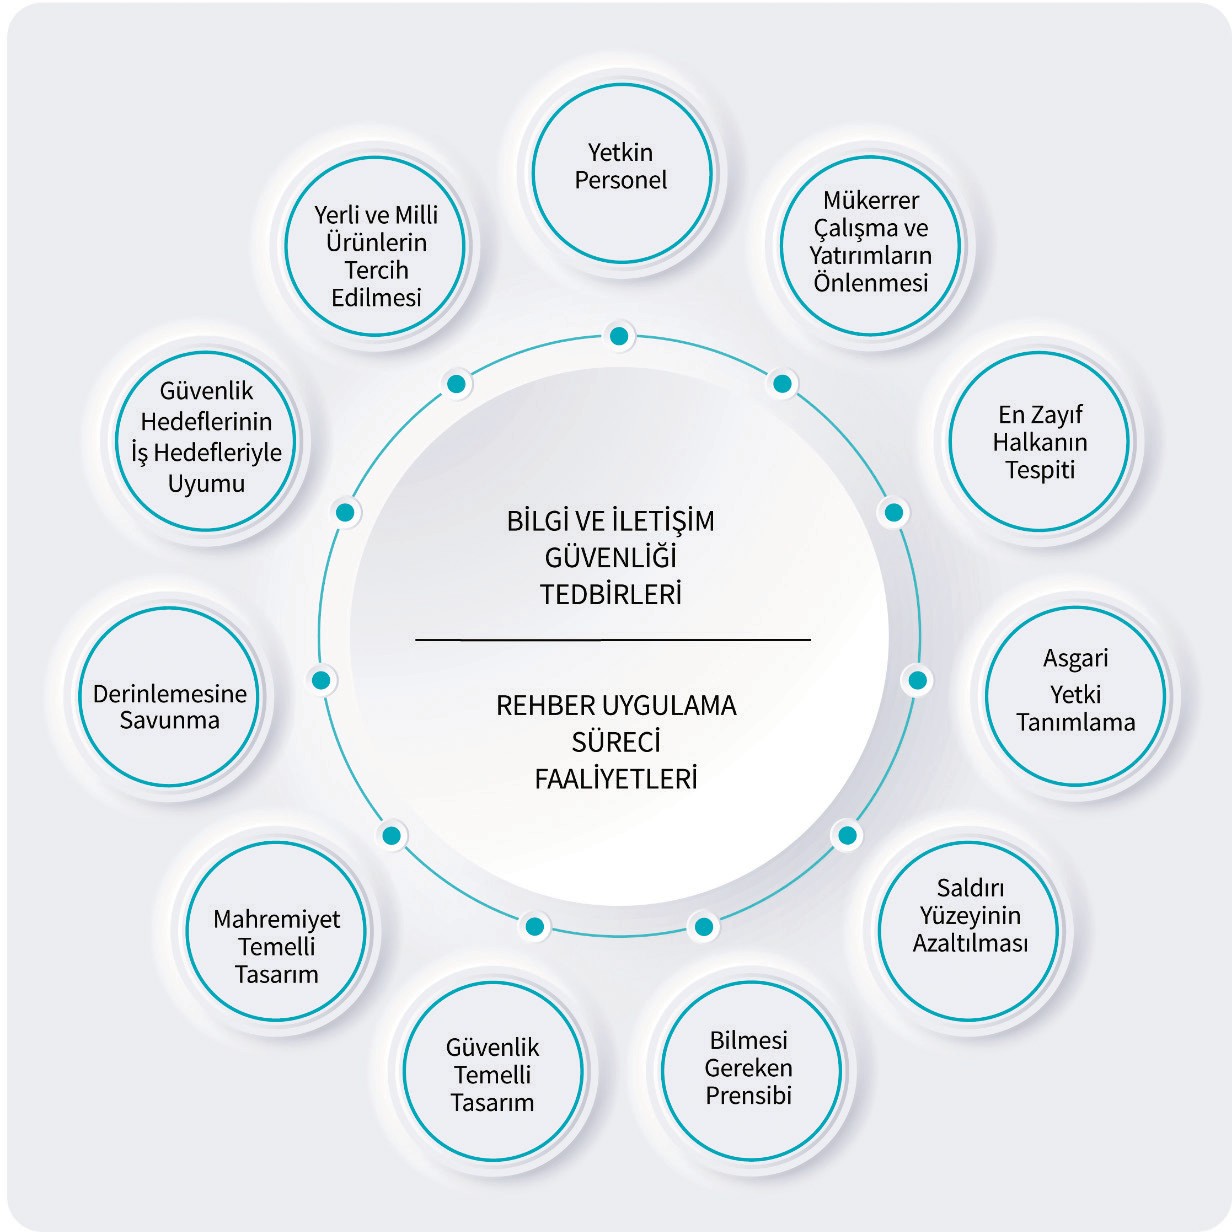 Yetkin
Personel
Mükerrer
Çalışma ve
Yatırımların
Önlenmesi
En Zayıf
Halkanın
Tespiti
Asgari
Yetki
Tanımlama
Saldırı
Yüzeyinin
Azaltılması
Bilmesi
Gereken
Prensibi
Güvenlik
Temelli
Tasarım
Mahremiyet
Temelli
Tasarım
Derinlemesine
Savunma
Güvenlik
Hedeflerinin
İş Hedefleriyle
Uyumu
Yerli ve Milli
Ürünlerin
Tercih
Edilmesi
BİLGİ VE İLETİŞİM
GÜVENLİĞİ
TEDBİRLERİ
REHBER UYGULAMA
SÜRECİ
FAALİYETLERİ